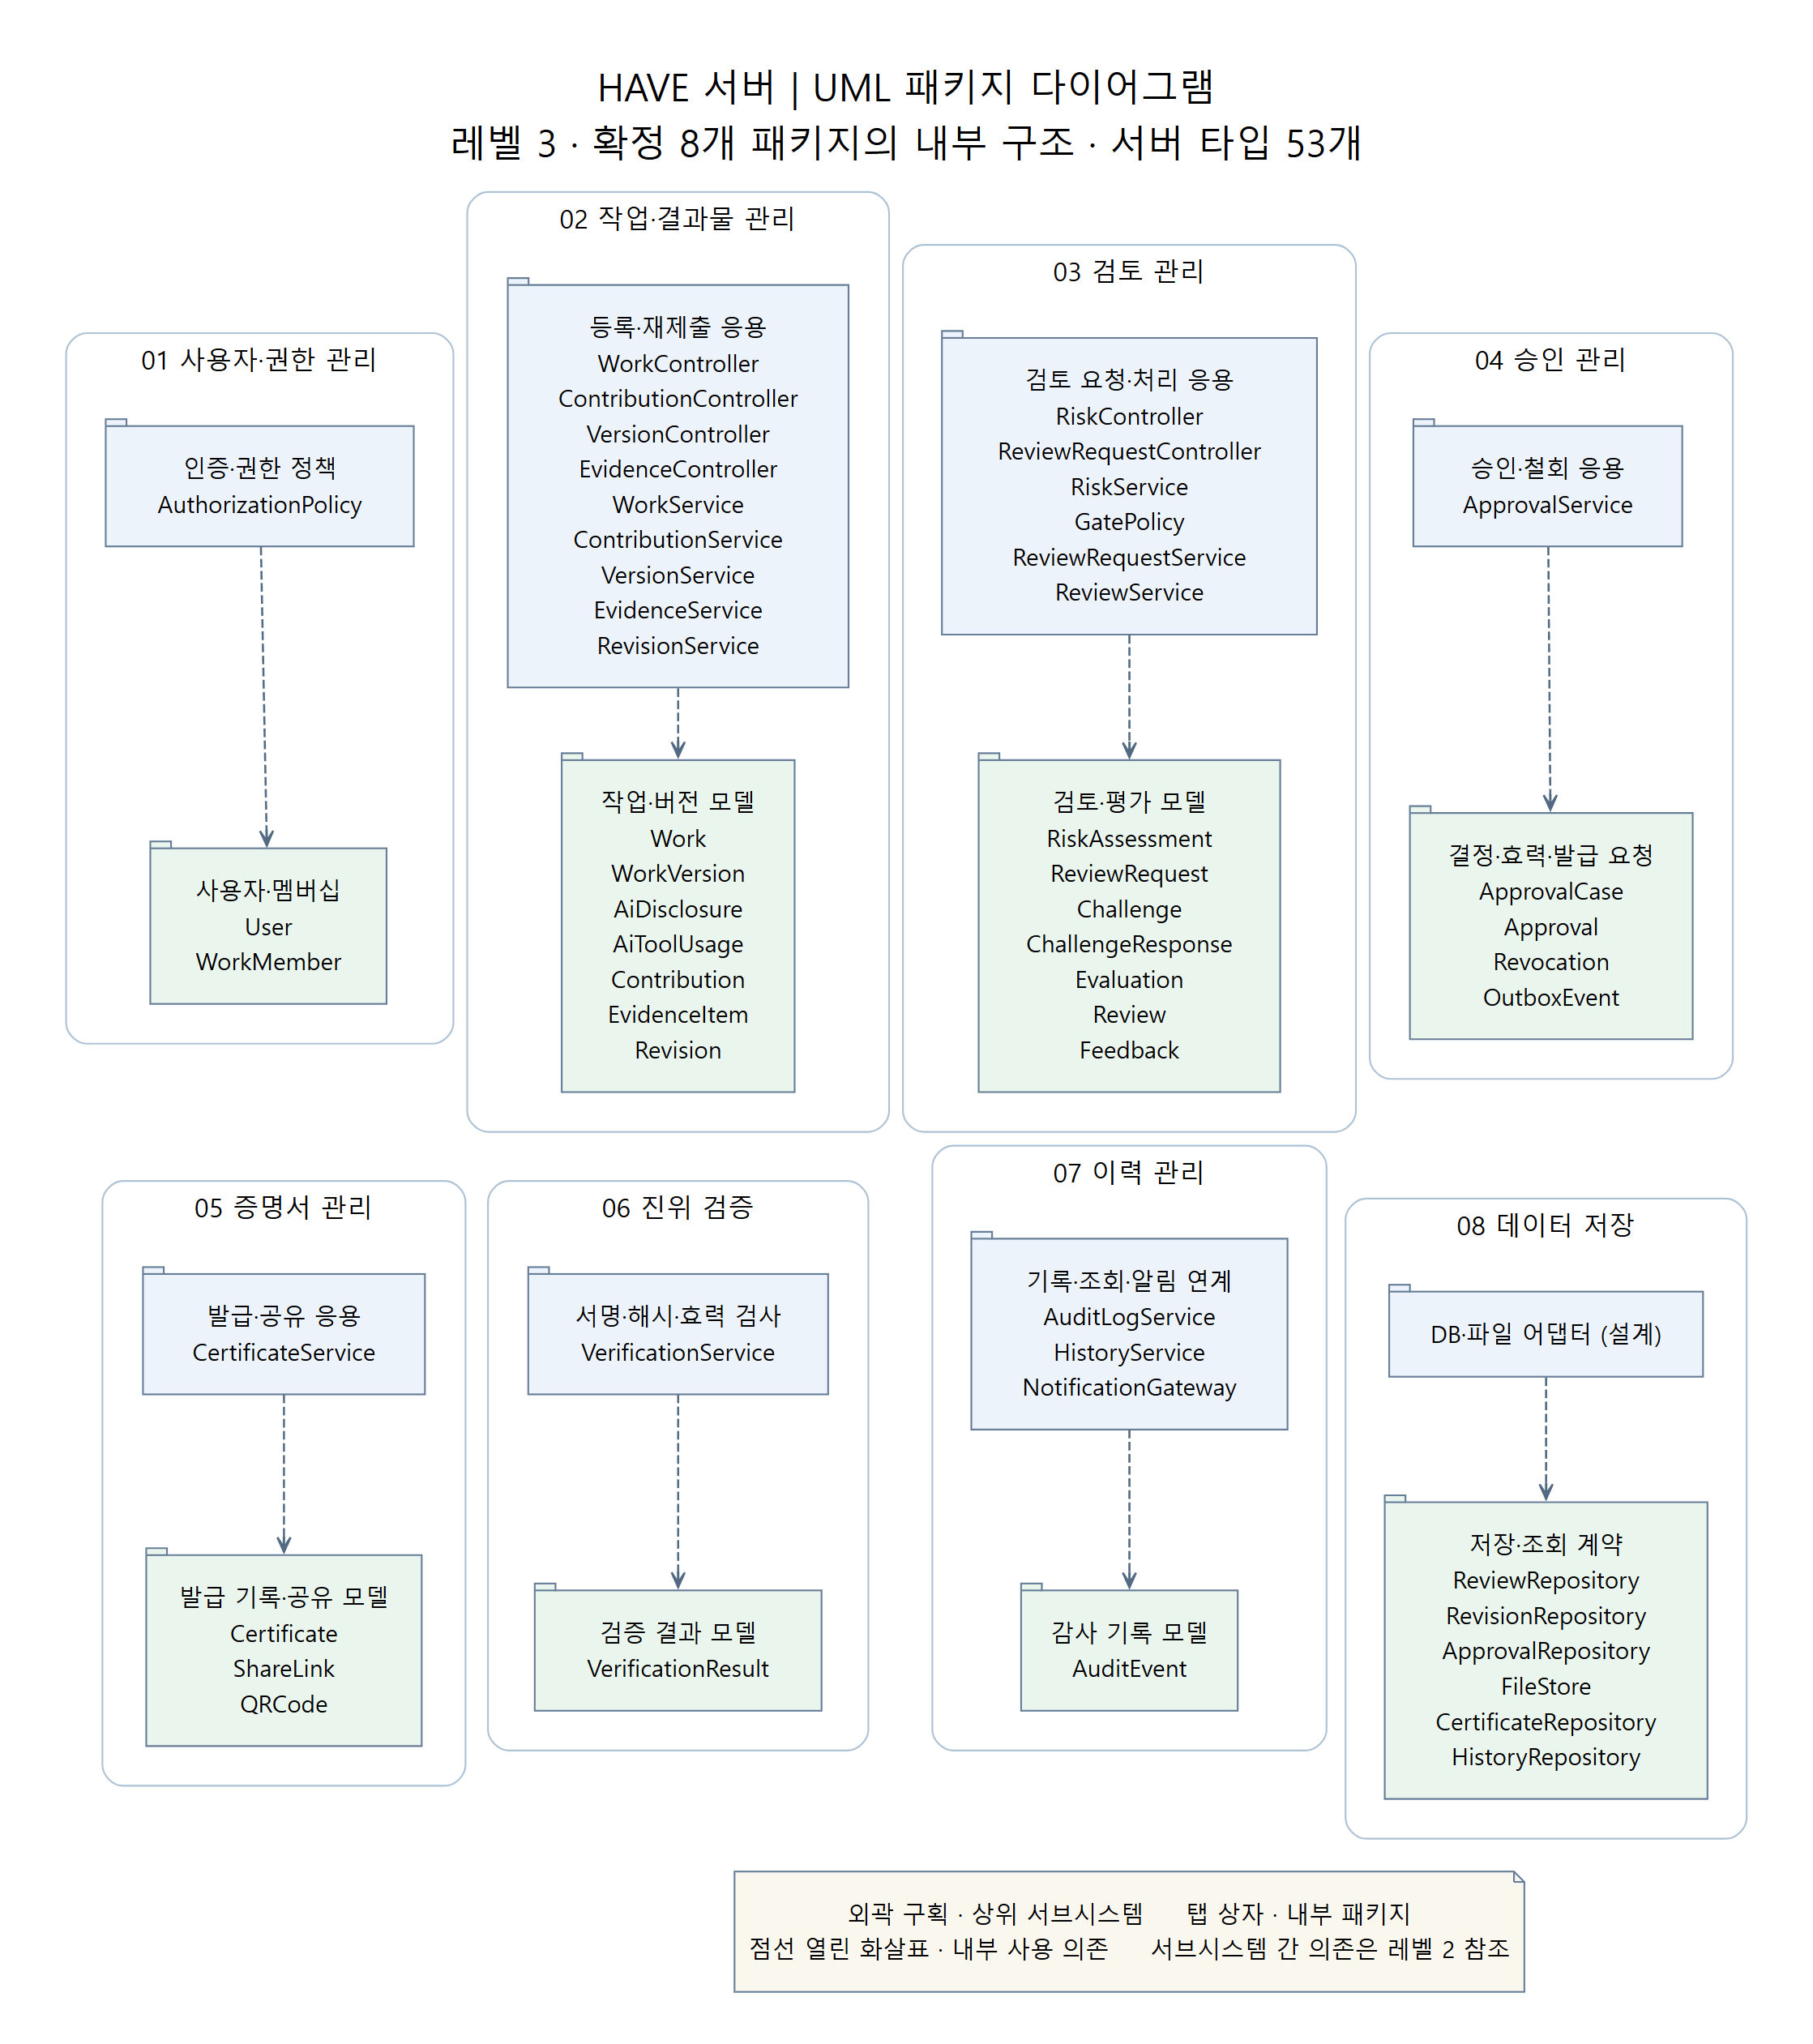 HAVE 서버 | UML 패키지 다이어그램
레벨 3 · 확정 8개 패키지의 내부 구조 · 서버 타입 53개
01 사용자·권한 관리
인증·권한 정책
AuthorizationPolicy
사용자·멤버십
User
WorkMember
02 작업·결과물 관리
등록·재제출 응용
WorkController
ContributionController
VersionController
EvidenceController
WorkService
ContributionService
VersionService
EvidenceService
RevisionService
작업·버전 모델
Work
WorkVersion
AiDisclosure
AiToolUsage
Contribution
EvidenceItem
Revision
03 검토 관리
검토 요청·처리 응용
RiskController
ReviewRequestController
RiskService
GatePolicy
ReviewRequestService
ReviewService
검토·평가 모델
RiskAssessment
ReviewRequest
Challenge
ChallengeResponse
Evaluation
Review
Feedback
04 승인 관리
승인·철회 응용
ApprovalService
결정·효력·발급 요청
ApprovalCase
Approval
Revocation
OutboxEvent
05 증명서 관리
발급·공유 응용
CertificateService
발급 기록·공유 모델
Certificate
ShareLink
QRCode
06 진위 검증
서명·해시·효력 검사
VerificationService
검증 결과 모델
VerificationResult
07 이력 관리
기록·조회·알림 연계
AuditLogService
HistoryService
NotificationGateway
감사 기록 모델
AuditEvent
08 데이터 저장
DB·파일 어댑터 (설계)
저장·조회 계약
ReviewRepository
RevisionRepository
ApprovalRepository
FileStore
CertificateRepository
HistoryRepository
외곽 구획 · 상위 서브시스템 탭 상자 · 내부 패키지
점선 열린 화살표 · 내부 사용 의존 서브시스템 간 의존은 레벨 2 참조